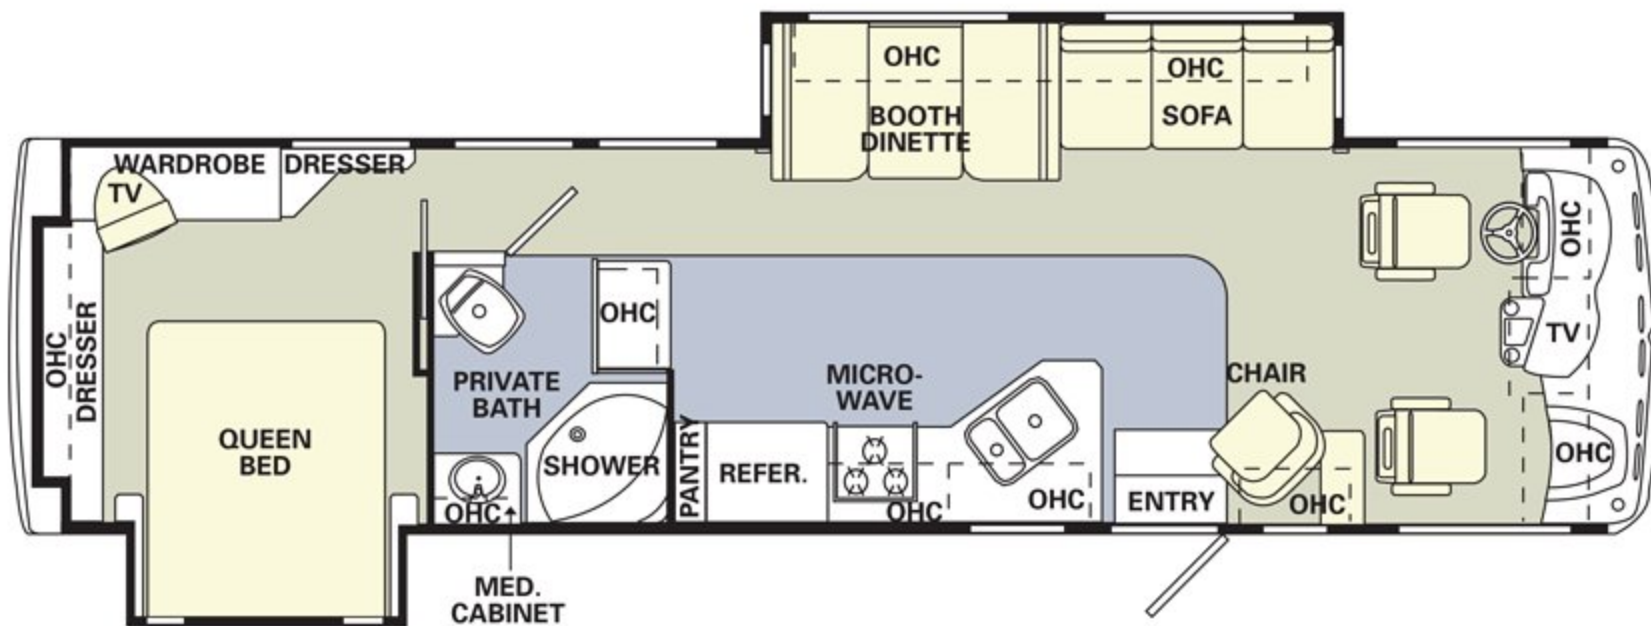 OHC
BOOTH
DINETTE
OHC
SOFA
WARDROBE
DRESSER
TV
OHC
DRESSER
QUEEN
BED
PRIVATE
BATH
OHC
SHOWER
OHC
MED.
CABINET
PANTRY
REFER.
MICRO-
WAVE
OHC
OHC
ENTRY
CHAIR
OHC
OHC
TV
OHC